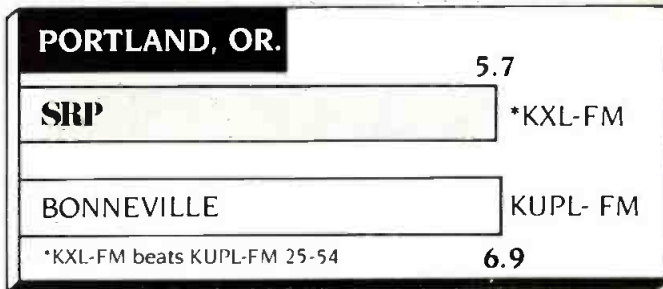 PORTLAND, OR.
5.7
SRP *KXL-FM
BONNEVILLE KUPL- FM
*KXL-FM beats KUPL-FM 25-54 6.9